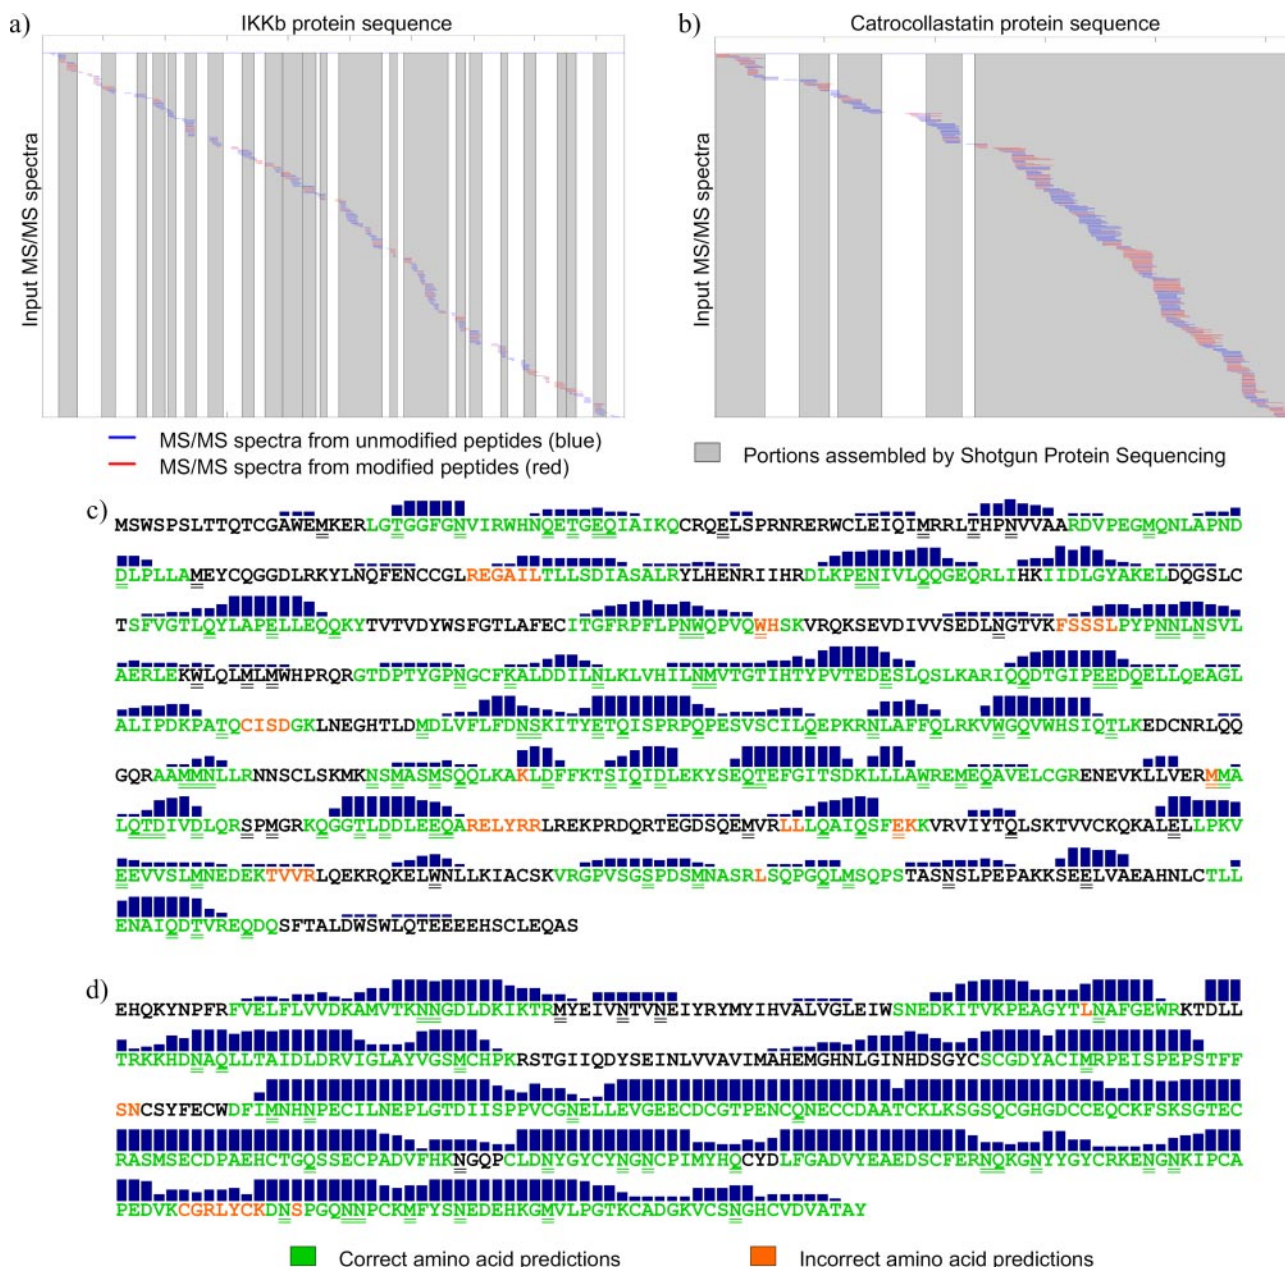 a)
IKKb protein sequence
b)
Catrocollastatin protein sequence
Input MS/MS spectra
Input MS/MS spectra
MS/MS spectra from unmodified peptides (blue)
MS/MS spectra from modified peptides (red)
Portions assembled by Shotgun Protein Sequencing
c)
MSWSPSLTTQTCGAWEMKERLGTGGFGNVIRWHNQETGEQIAIKQCRQELSPRNRERWCLEIQIMRRLTHPNVVAARDVPEGMQNLAPND
DLPLLAMEYCQGGDLRKYLNQFENCCGLREGAILTLLSDIASALRYLHENRIIHRDLKPENIVLQQGEQRLIHKIIDLGYAKELDQGSLC
TSFVGTLQYLAPELLEQQKYTVTVDYWSFGTLAFECITGFRPFLPNWQPVQWHSKVRQKSEVDIVVSEDLNGTVKFSSSLPYPNNLNSVL
AERLEKWLQLMLMWHPRQRGTDPTYGPNGCFKALDDILNLKLVHILNMVTGTIHTYPVTEDESLQSLKARIQQDTGIPEEDQELLQEAGL
ALIPDKPATQCISDGKLNEGHTLDMDLVFLFDNSKITYETQISPRPQPESVSCILQEPKRNLAFFQLRKVWGQVWHSIQTLKEDCNRLQQ
GQRAAMMNLLRNNSCLSKMKNSMASMSQQLKAKLDFFKTSIQIDLEKYSEQTEFGITSDKLLLAWREMEQAVELCGRENEVKLLVERMMA
LQTDIVDLQRSPMGRKQGGTLDDLEEQARELYRRLREKPRDQRTEGDSQEMVRLLLQAIQSFEKKVRVIYTQLSKTVVCKQKALELLPKV
EEVVSLMNEDEKTVVRLQEKRQKELWNLLKIACSKVRGPVSGSPDSMNASRLSQPGQLMSQPSTASNSLPEPAKKSEELVAEAHNLCTLL
ENAIQDTVREQDQSFTALDWSWLQTEEEEHSCLEQAS
d)
EHQKYNPFRFVELFLVVDKAMVTKNNGDLDKIKTRMYEIVNTVNEIYRYMYIHVALVGLEIWSNEDKITVKPEAGYTLNAFGEWRKTDLL
TRKKHDNAQLLTAIDLDRVIGLAYVGSMCHPKRSTGIIQDYSEINLVVAVIMAHEMGHNLGINHDSGYCSCGDYACIMRPEISPEPSTFF
SNCSYFECWDFIMNHNPECILNEPLGTDIISPPVCGNELLEVGEECDCGTPENCQNECCDAATCKLKSGSQCGHGDCCEQCKFSKSGTEC
RASMSECDPAEHCTGQSSECPADVFHKNGQPCLDNYGYCYNGNCPIMYHQCYDLFGADVYEAEDSCFERNQKGNYYGYCRKENGNKIPCA
PEDVKCGRLYCKDNSPGQNNPCKMFYSNEDEHKGMVLPGTKCADGKVCSNGHCVDVATAY
Correct amino acid predictions
Incorrect amino acid predictions